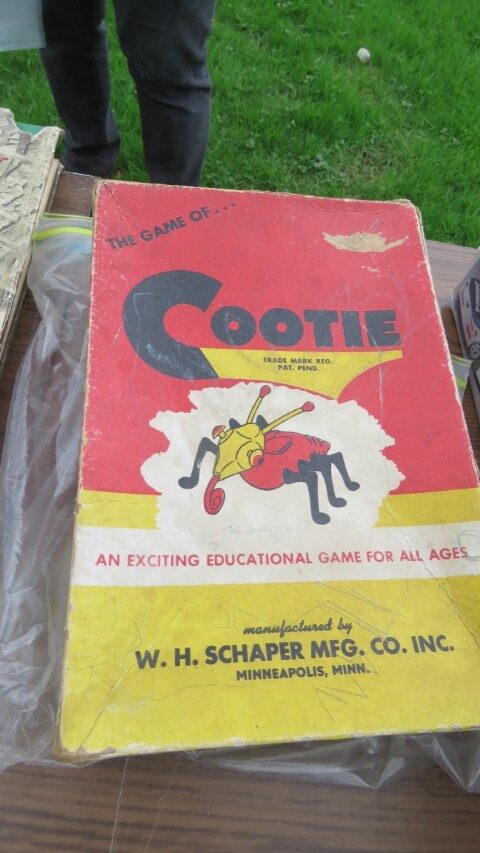 THE GAME OF...
COOTIE
TRADE MARK REG.
PAT. PEND.
AN EXCITING EDUCATIONAL GAME FOR ALL AGES
manufactured by
W. H. SCHAPER MFG. CO. INC.
MINNEAPOLIS, MINN.